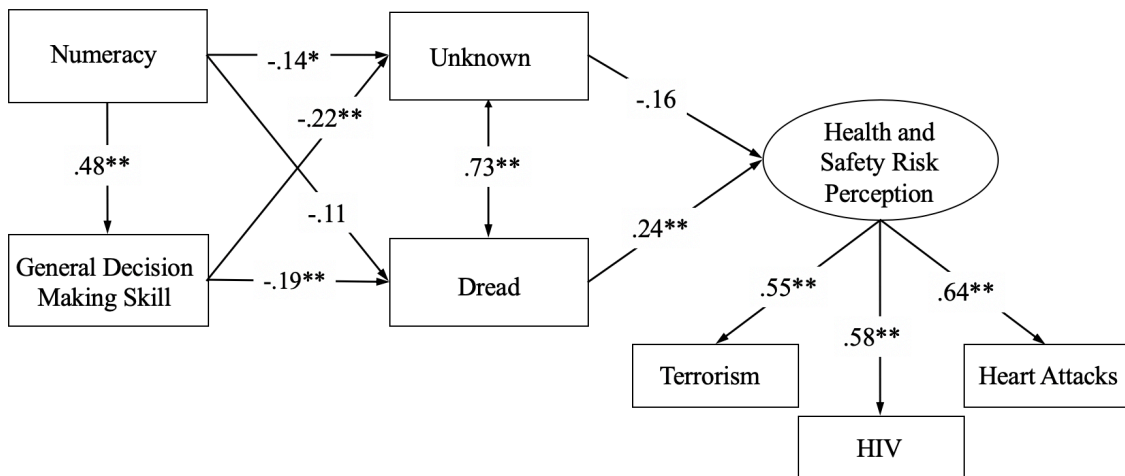 Numeracy
-.14*
Unknown
-.22**
-.16
.48**
.73**
Health and
Safety Risk
Perception
-.11
.24**
General Decision
Making Skill
-.19**
Dread
.55**
.58**
.64**
Terrorism
HIV
Heart Attacks